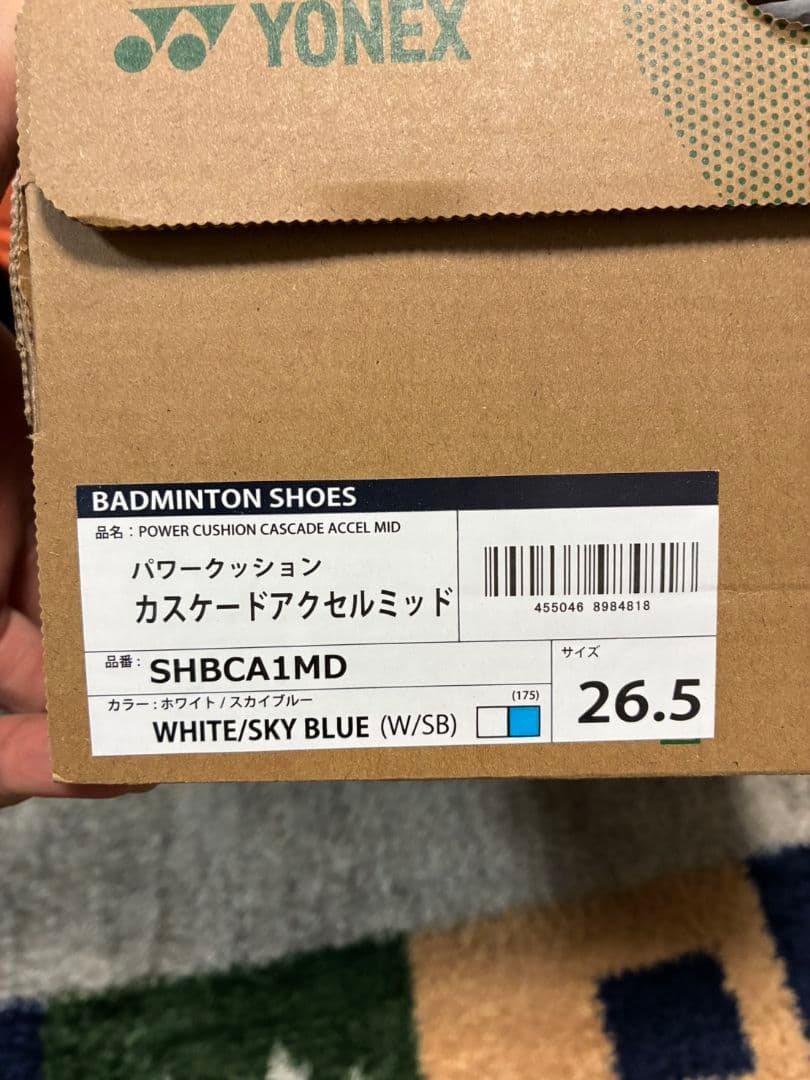 YONEX
BADMINTON SHOES
品名：POWER CUSHION CASCADE ACCEL MID
パワークッション
カスケードアクセルミッド
455046 8984818
品番：SHBCA1MD
サイズ
26.5
カラー：ホワイト / スカイブルー
(175)
WHITE/SKY BLUE (W/SB)